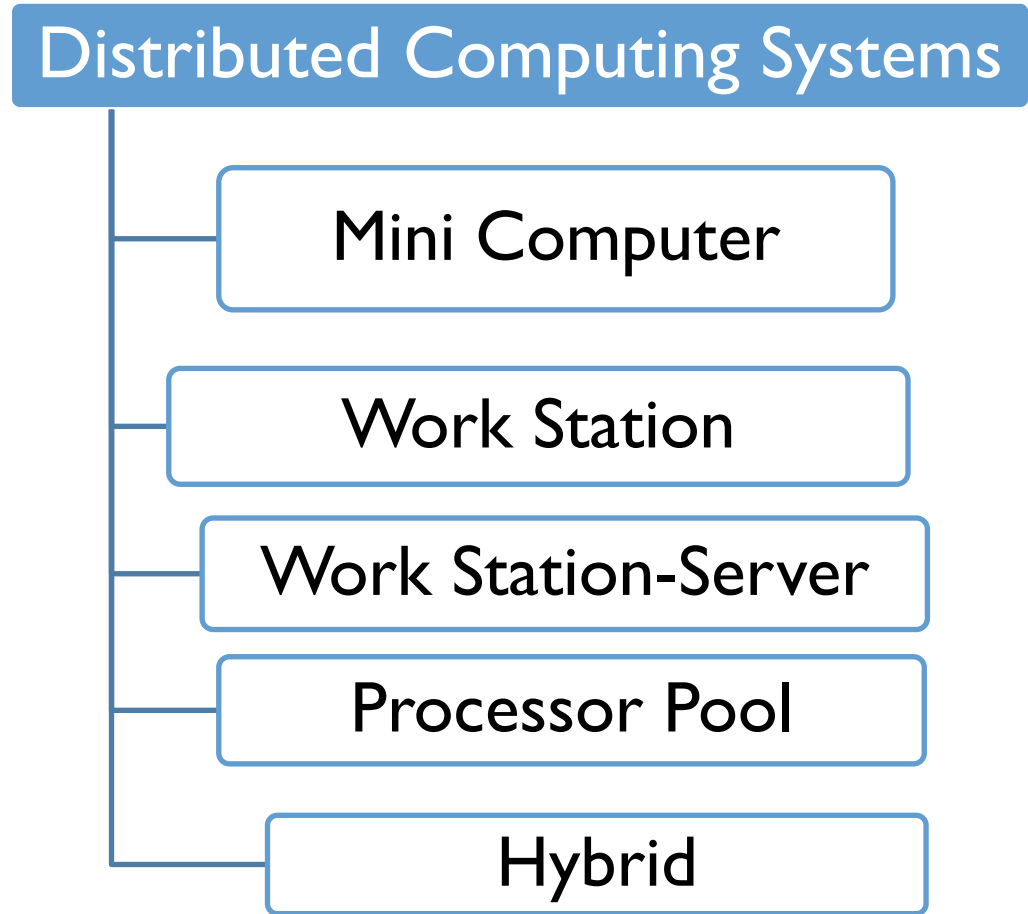 Distributed Computing Systems
Mini Computer
Work Station
Work Station-Server
Processor Pool
Hybrid